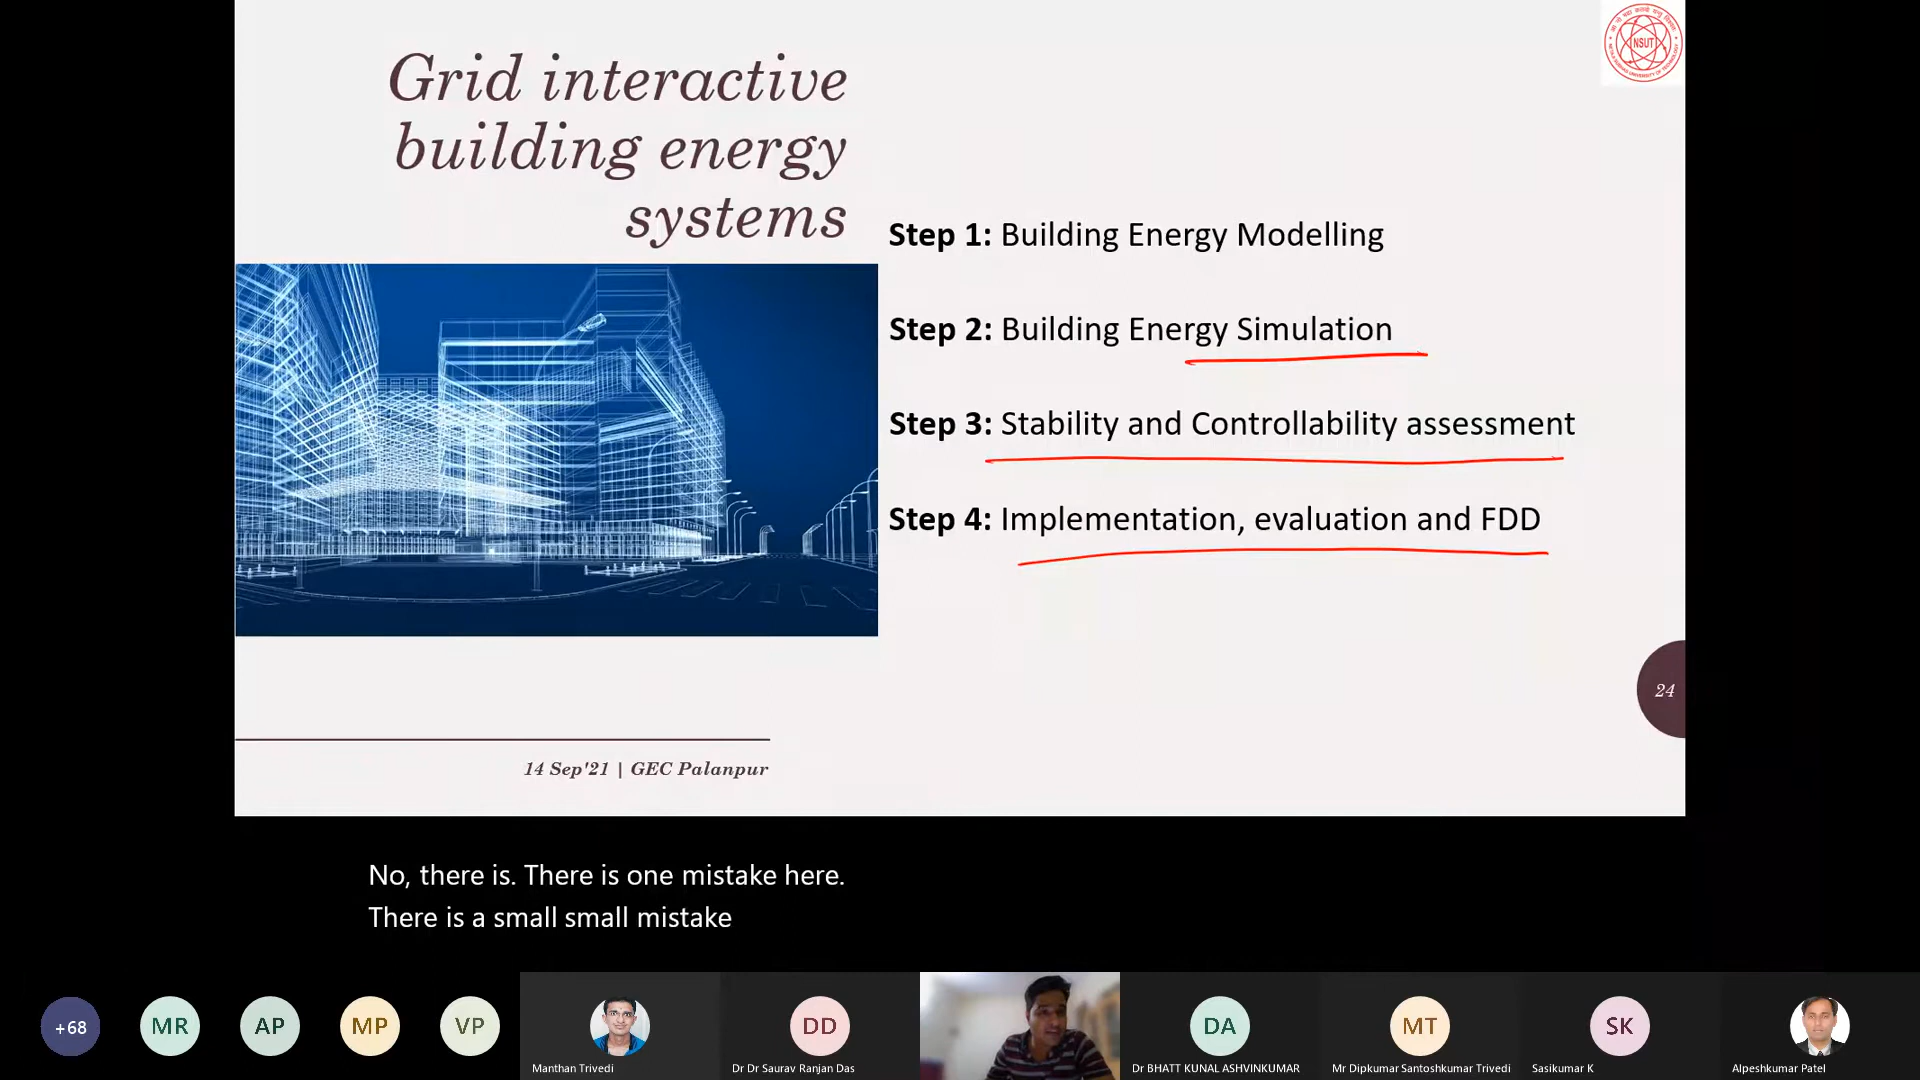 Grid interactive
building energy
systems
NSUT
Step 1: Building Energy Modelling
Step 2: Building Energy Simulation
Step 3: Stability and Controllability assessment
Step 4: Implementation, evaluation and FDD
24
14 Sep'21 | GEC Palanpur
No, there is. There is one mistake here.
There is a small small mistake
+68
MR
AP
MP
VP
Manthan Trivedi
DD
Dr Dr Saurav Ranjan Das
DA
Dr BHATT KUNAL ASHVINKUMAR
MT
Mr Dipkumar Santoshkumar Trivedi
SK
Sasikumar K
Alpeshkumar Patel